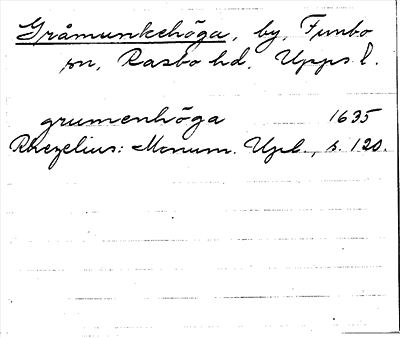 Gråmunkehöga, by, Funbo
sn, Rasbo hd, Upps. l.
grumenhöga 1635
Rhezelius: Monum. Upl., s. 120.